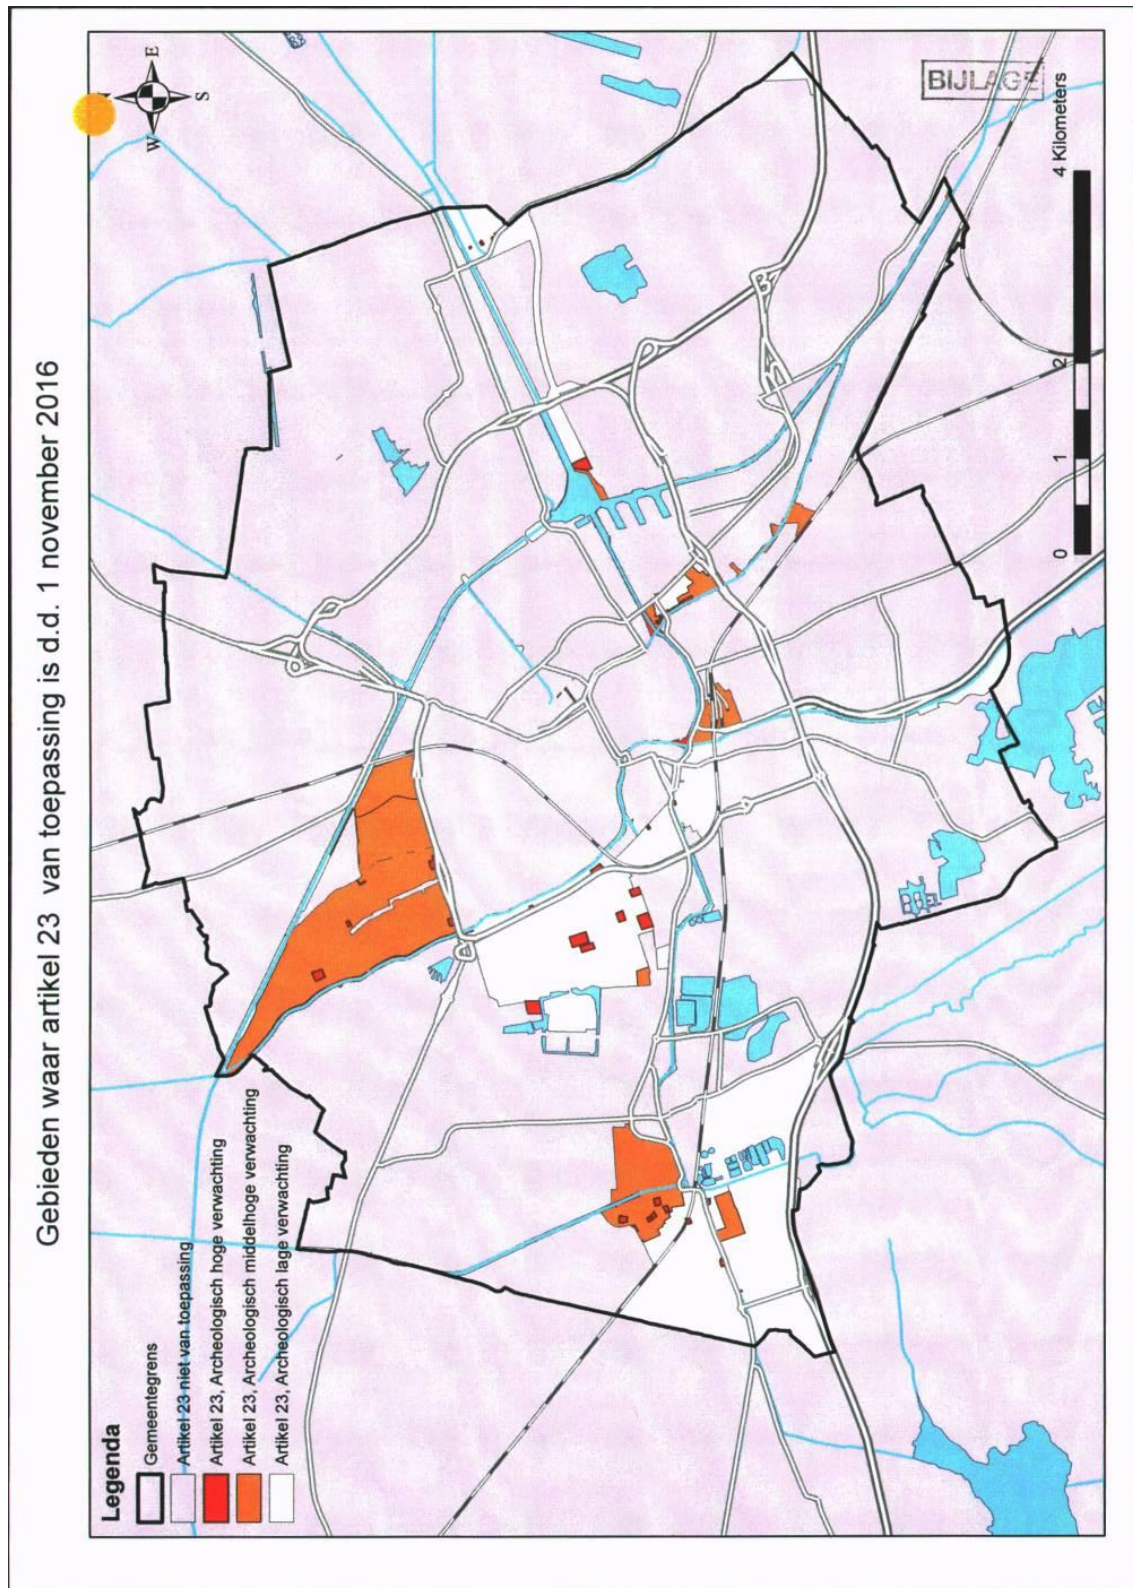 Gebieden waar artikel 23 van toepassing is d.d. 1 november 2016
E
S
W
BIJLAGE
Legenda
Gemeentegrens
Artikel 23 niet van toepassing
Artikel 23, Archeologisch hoge verwachting
Artikel 23, Archeologisch middelhoge verwachting
Artikel 23, Archeologisch lage verwachting
0 1 2 4 Kilometers